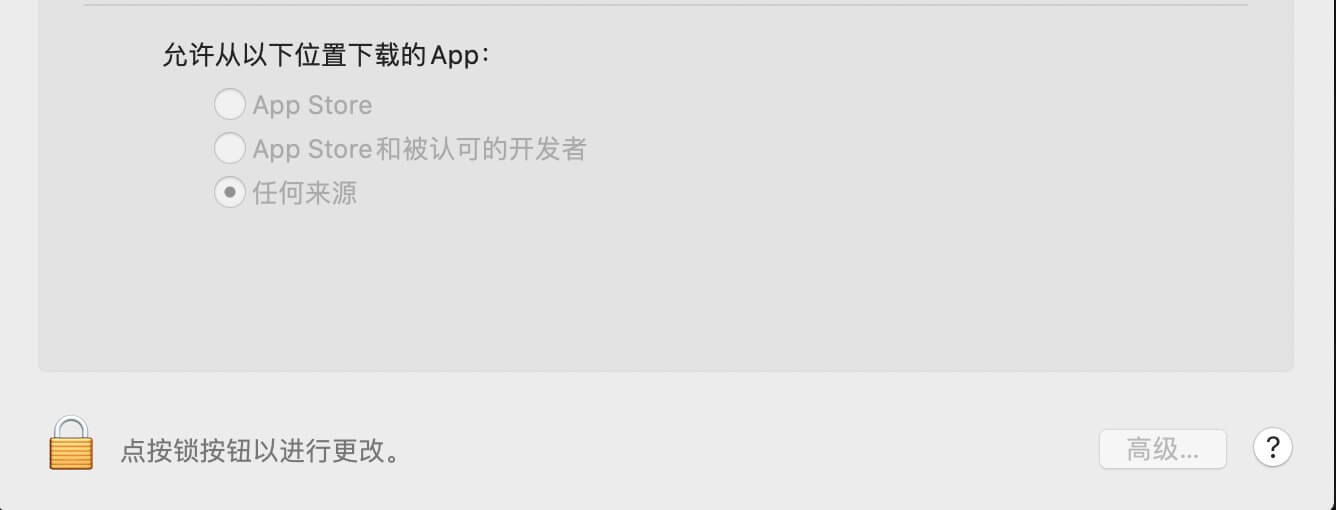 允许从以下位置下载的App：
App Store
App Store和被认可的开发者
任何来源
点按锁按钮以进行更改。
高级...
?